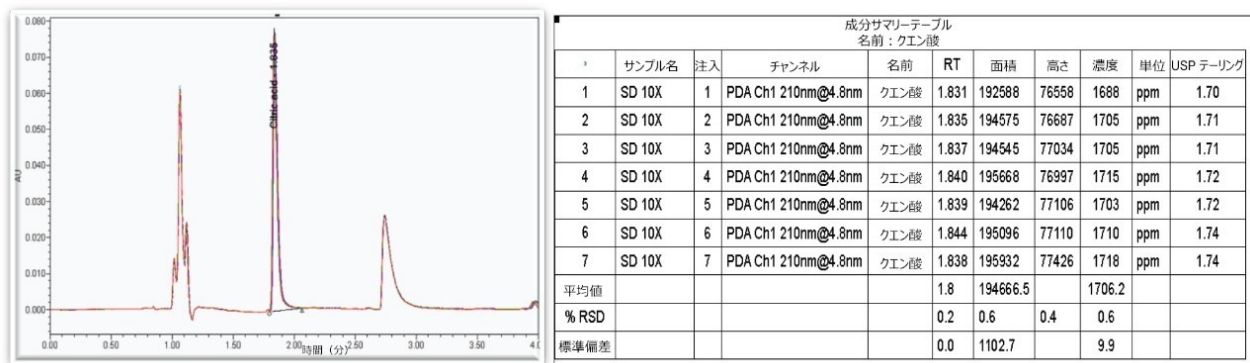 0.080
0.070
0.060
0.050
0.040
0.030
0.020
0.010
0.000
AU
Citric acid - 1.835
0.00 0.50 1.00 1.50 2.00 2.50 3.00 3.50 4.0
時間（分）
成分サマリーテーブル
名前：クエン酸
サンプル名 注入 チャンネル 名前 RT 面積 高さ 濃度 単位 USP テーリング
1 SD 10X 1 PDA Ch1 210nm@4.8nm クエン酸 1.831 192588 76558 1688 ppm 1.70
2 SD 10X 2 PDA Ch1 210nm@4.8nm クエン酸 1.835 194575 76687 1705 ppm 1.71
3 SD 10X 3 PDA Ch1 210nm@4.8nm クエン酸 1.837 194545 77034 1705 ppm 1.71
4 SD 10X 4 PDA Ch1 210nm@4.8nm クエン酸 1.840 195668 76997 1715 ppm 1.72
5 SD 10X 5 PDA Ch1 210nm@4.8nm クエン酸 1.839 194262 77106 1703 ppm 1.72
6 SD 10X 6 PDA Ch1 210nm@4.8nm クエン酸 1.844 195096 77110 1710 ppm 1.74
7 SD 10X 7 PDA Ch1 210nm@4.8nm クエン酸 1.838 195932 77426 1718 ppm 1.74
平均値 1.8 194666.5 1706.2
% RSD 0.2 0.6 0.4 0.6
標準偏差 0.0 1102.7 9.9